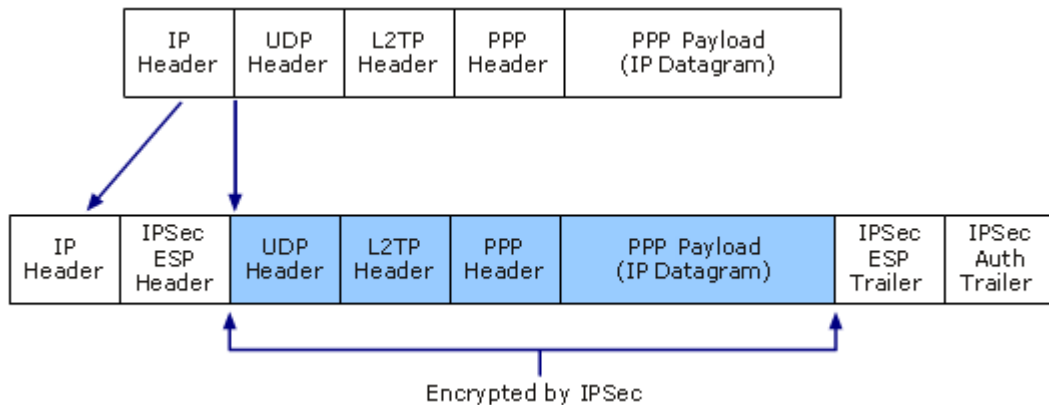 IP
Header
UDP
Header
L2TP
Header
PPP
Header
PPP Payload
(IP Datagram)
IP
Header
IPSec
ESP
Header
UDP
Header
L2TP
Header
PPP
Header
PPP Payload
(IP Datagram)
IPSec
ESP
Trailer
IPSec
Auth
Trailer
Encrypted by IPSec